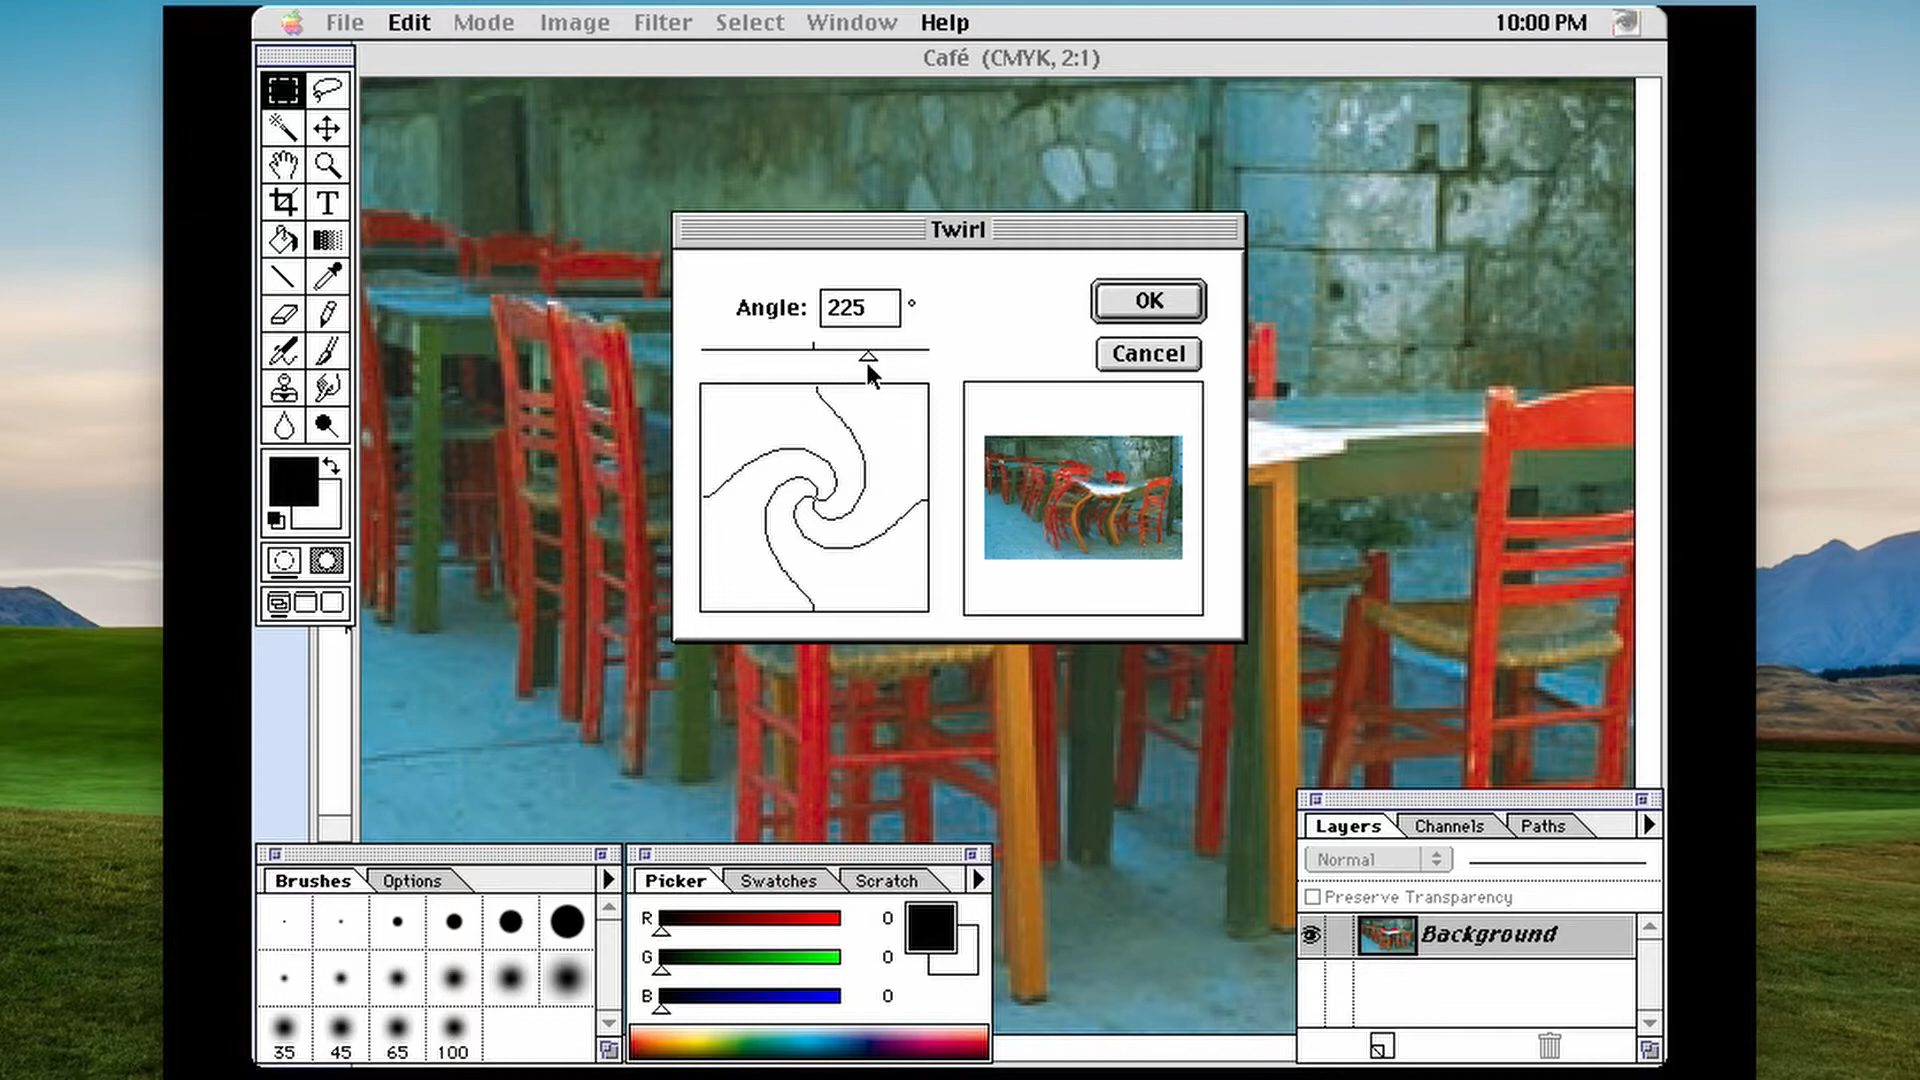 File Edit Mode Image Filter Select Window Help 10:00 PM
Café (CMYK, 2:1)
T
Twirl
Angle: 225 °
OK
Cancel
Brushes Options
35 45 65 100
Picker Swatches Scratch
R 0
G 0
B 0
Layers Channels Paths
Normal
Preserve Transparency
Background